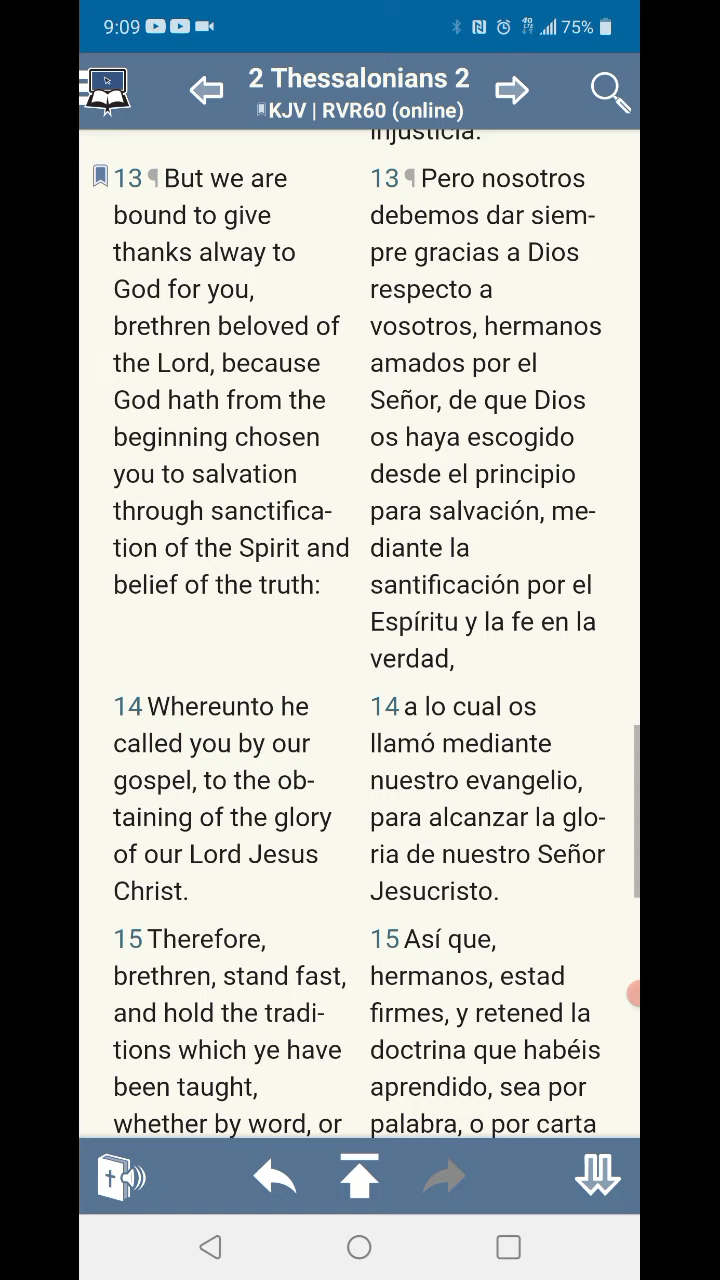 9:09
4G
75%
2 Thessalonians 2
KJV | RVR60 (online)
injusticia.
13 ¶ But we are
bound to give
thanks alway to
God for you,
brethren beloved of
the Lord, because
God hath from the
beginning chosen
you to salvation
through sanctifica-
tion of the Spirit and
belief of the truth:
13 ¶ Pero nosotros
debemos dar siem-
pre gracias a Dios
respecto a
vosotros, hermanos
amados por el
Señor, de que Dios
os haya escogido
desde el principio
para salvación, me-
diante la
santificación por el
Espíritu y la fe en la
verdad,
14 Whereunto he
called you by our
gospel, to the ob-
taining of the glory
of our Lord Jesus
Christ.
14 a lo cual os
llamó mediante
nuestro evangelio,
para alcanzar la glo-
ria de nuestro Señor
Jesucristo.
15 Therefore,
brethren, stand fast,
and hold the tradi-
tions which ye have
been taught,
whether by word, or
15 Así que,
hermanos, estad
firmes, y retened la
doctrina que habéis
aprendido, sea por
palabra, o por carta